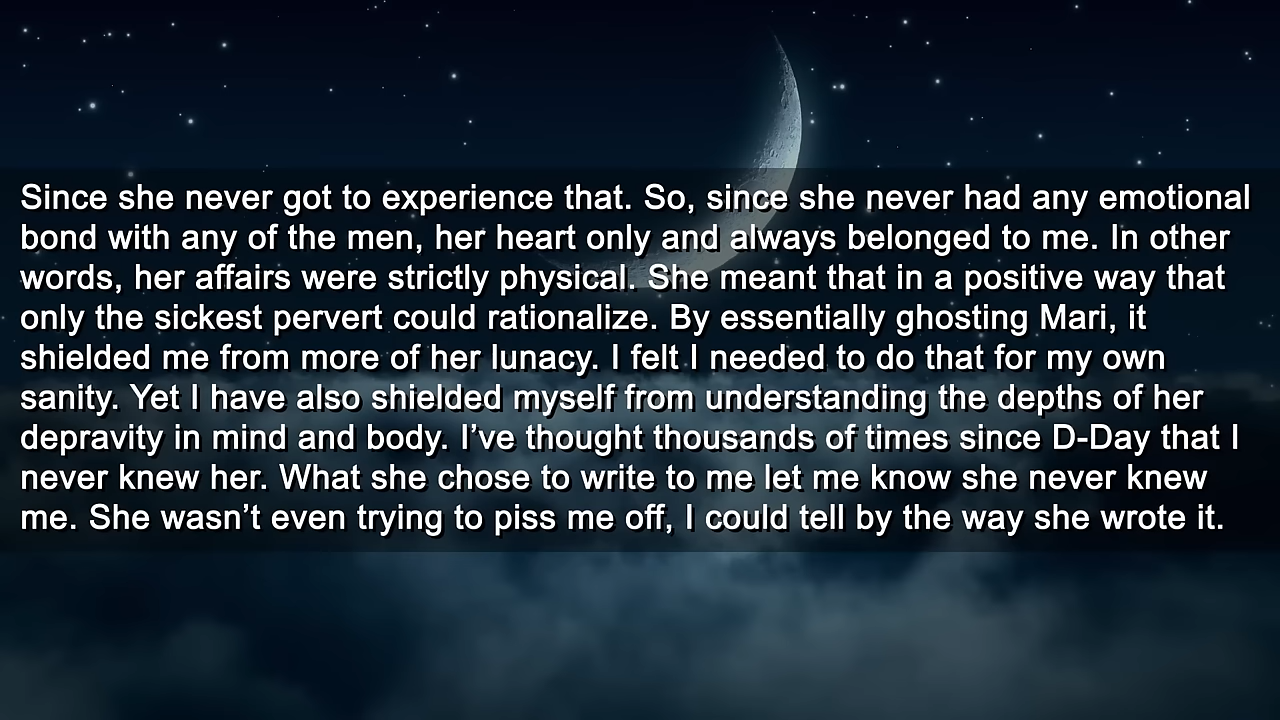 Since she never got to experience that. So, since she never had any emotional
bond with any of the men, her heart only and always belonged to me. In other
words, her affairs were strictly physical. She meant that in a positive way that
only the sickest pervert could rationalize. By essentially ghosting Mari, it
shielded me from more of her lunacy. I felt I needed to do that for my own
sanity. Yet I have also shielded myself from understanding the depths of her
depravity in mind and body. I’ve thought thousands of times since D-Day that I
never knew her. What she chose to write to me let me know she never knew
me. She wasn’t even trying to piss me off, I could tell by the way she wrote it.